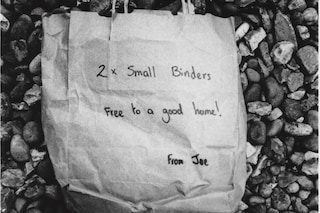 2 x Small Binders
Free to a good home!
From Joe